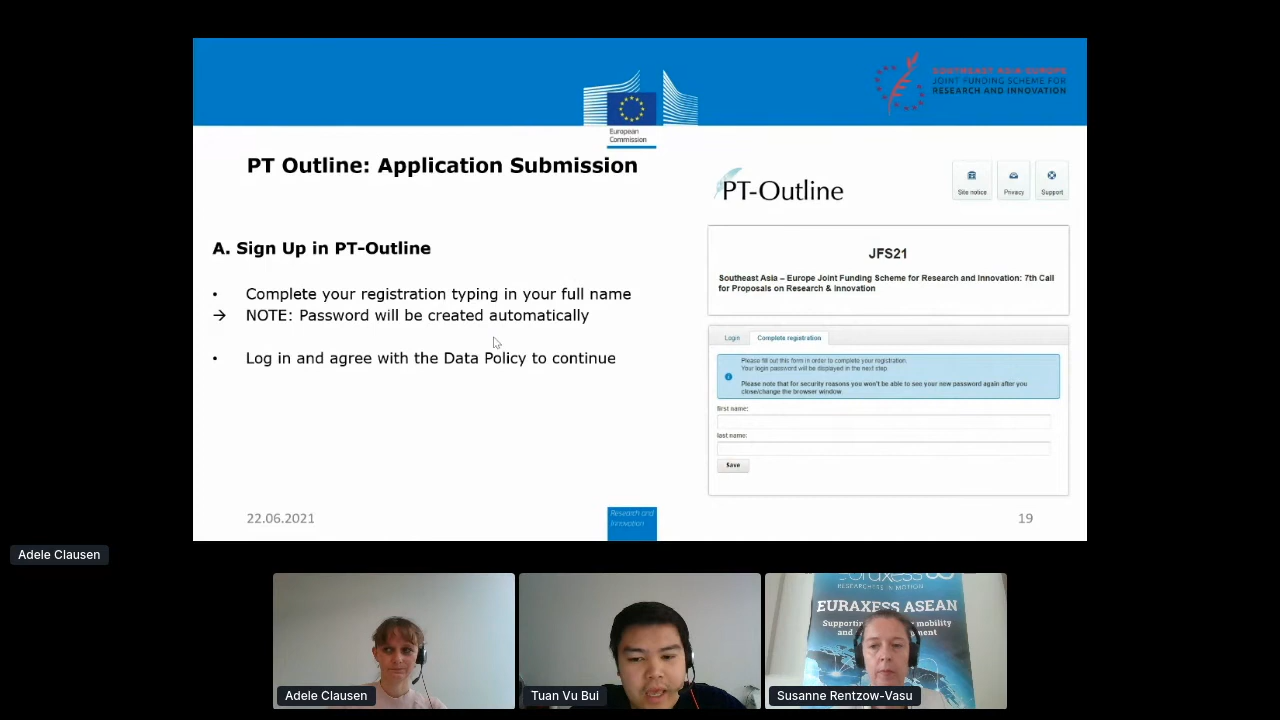 SOUTHEAST ASIA-EUROPE
JOINT FUNDING SCHEME FOR
RESEARCH AND INNOVATION
European
Commission
PT Outline: Application Submission
PT-Outline
Site notice
Privacy
Support
A. Sign Up in PT-Outline
JFS21
Southeast Asia – Europe Joint Funding Scheme for Research and Innovation: 7th Call
for Proposals on Research & Innovation
• Complete your registration typing in your full name
→ NOTE: Password will be created automatically
• Log in and agree with the Data Policy to continue
Login
Complete registration
Please fill out this form in order to complete your registration.
Your login password will be displayed in the next step.
Please note that for security reasons you won't be able to see your new password again after you
close/change the browser window.
first name:
last name:
Save
22.06.2021
Research and
Innovation
19
Adele Clausen
Adele Clausen
Tuan Vu Bui
euraxess
RESEARCHERS IN MOTION
EURAXESS ASEAN
mobility
Susanne Rentzow-Vasu